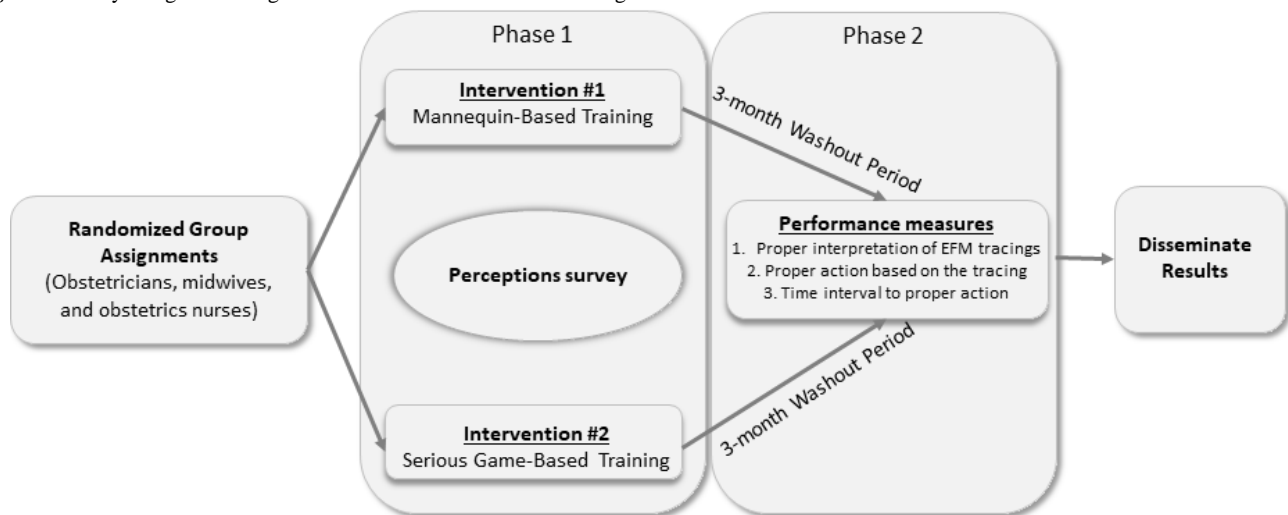 Phase 1
Phase 2
Intervention #1
Mannequin-Based Training
3-month Washout Period
Randomized Group
Assignments
(Obstetricians, midwives,
and obstetrics nurses)
Perceptions survey
Performance measures
1. Proper interpretation of EFM tracings
2. Proper action based on the tracing
3. Time interval to proper action
Disseminate
Results
Intervention #2
Serious Game-Based Training
3-month Washout Period